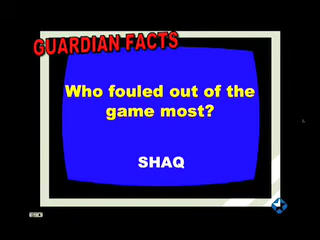 GUARDIAN FACTS
Who fouled out of the
game most?
SHAQ